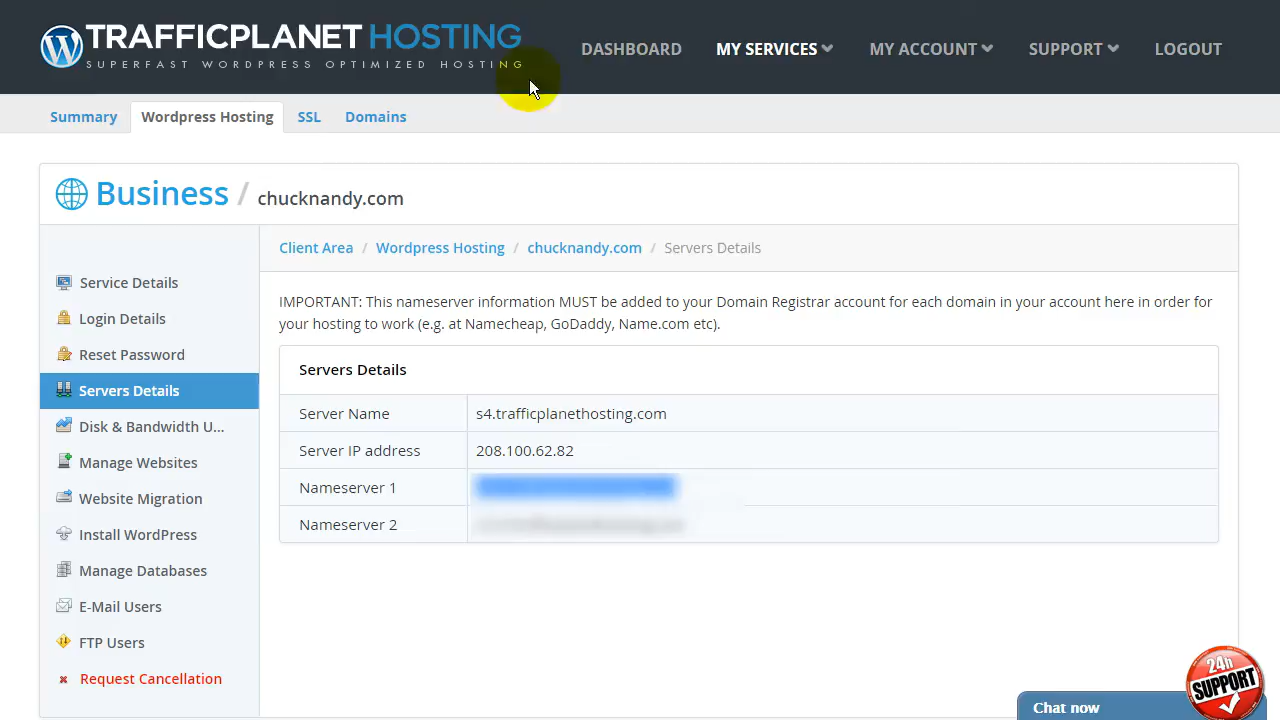 TRAFFICPLANET HOSTING
SUPERFAST WORDPRESS OPTIMIZED HOSTING
DASHBOARD
MY SERVICES
MY ACCOUNT
SUPPORT
LOGOUT
Summary
Wordpress Hosting
SSL
Domains
Business / chucknandy.com
Service Details
Login Details
Reset Password
Servers Details
Disk & Bandwidth U...
Manage Websites
Website Migration
Install WordPress
Manage Databases
E-Mail Users
FTP Users
Request Cancellation
Client Area / Wordpress Hosting / chucknandy.com / Servers Details
IMPORTANT: This nameserver information MUST be added to your Domain Registrar account for each domain in your account here in order for
your hosting to work (e.g. at Namecheap, GoDaddy, Name.com etc).
Servers Details
Server Name s4.trafficplanethosting.com
Server IP address 208.100.62.82
Nameserver 1
Nameserver 2
24h
SUPPORT
Chat now